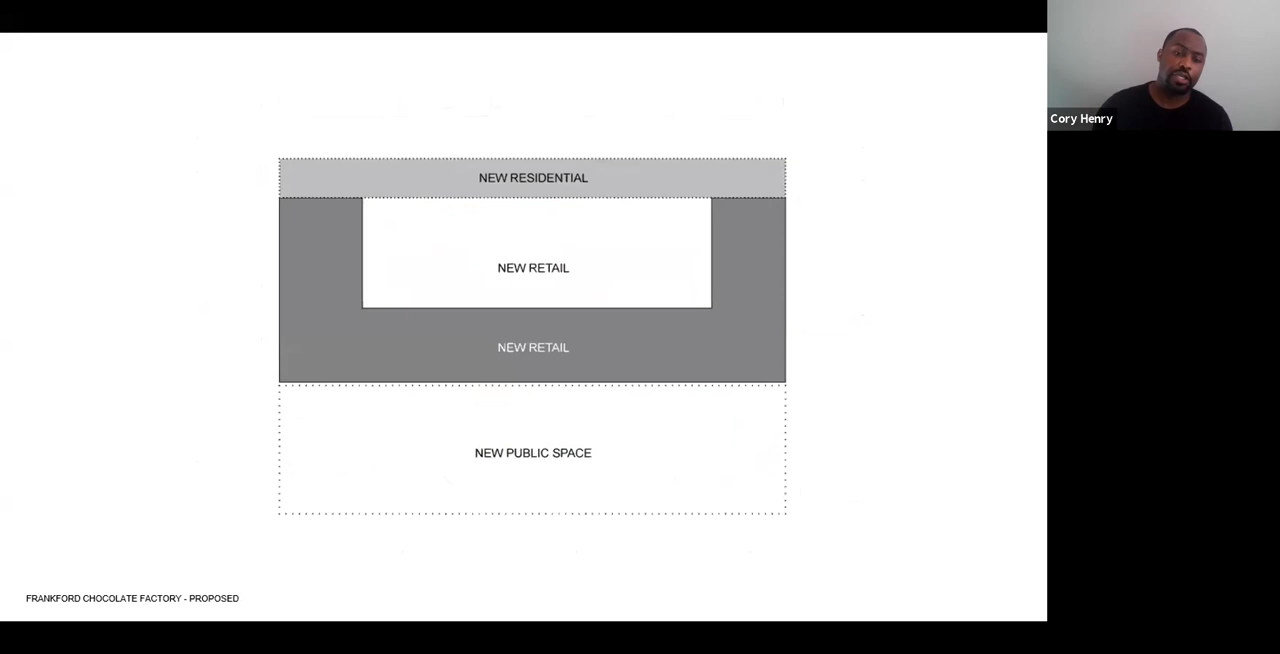 Cory Henry
NEW RESIDENTIAL
NEW RETAIL
NEW RETAIL
NEW PUBLIC SPACE
FRANKFORD CHOCOLATE FACTORY - PROPOSED